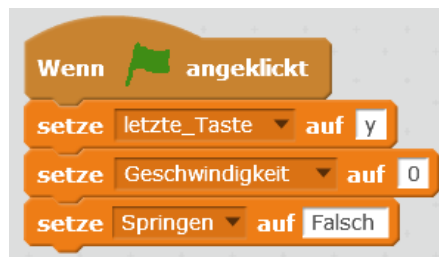 Wenn angeklickt
setze letzte_Taste auf y
setze Geschwindigkeit auf 0
setze Springen auf Falsch